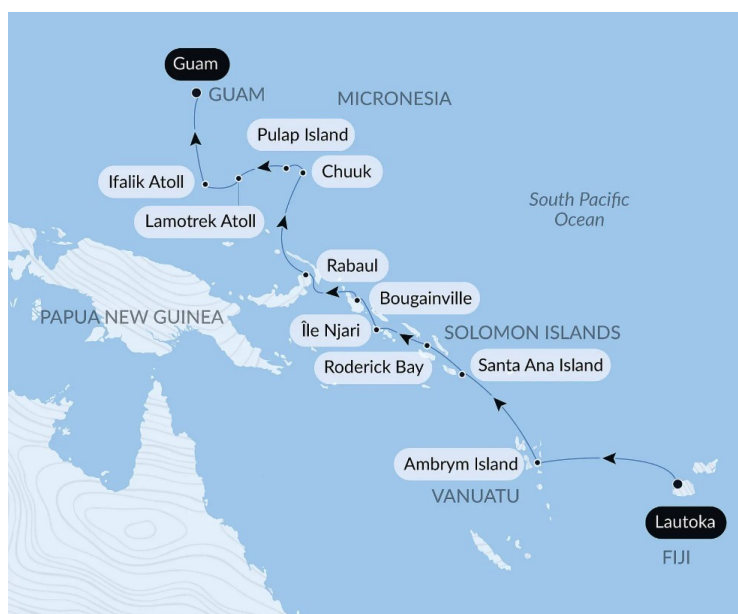 Guam
GUAM
MICRONESIA
Pulap Island
Chuuk
Ifalik Atoll
Lamotrek Atoll
South Pacific
Ocean
Rabaul
Bougainville
PAPUA NEW GUINEA
Île Njari
SOLOMON ISLANDS
Roderick Bay
Santa Ana Island
Ambrym Island
VANUATU
Lautoka
FIJI